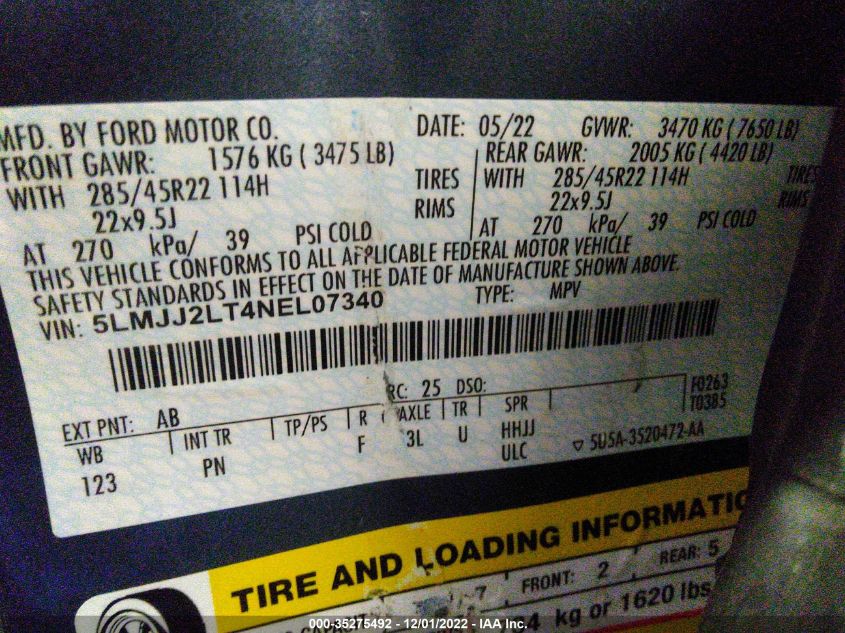 MFD. BY FORD MOTOR CO.
DATE: 05/22 GVWR: 3470 KG ( 7650 LB)
FRONT GAWR: 1576 KG ( 3475 LB)
REAR GAWR: 2005 KG ( 4420 LB)
WITH 285/45R22 114H TIRES
WITH 285/45R22 114H TIRES
22x9.5J RIMS
22x9.5J RIMS
AT 270 kPa/ 39 PSI COLD
AT 270 kPa/ 39 PSI COLD
THIS VEHICLE CONFORMS TO ALL APPLICABLE FEDERAL MOTOR VEHICLE
SAFETY STANDARDS IN EFFECT ON THE DATE OF MANUFACTURE SHOWN ABOVE.
VIN: 5LMJJ2LT4NEL07340 TYPE: MPV
EXT PNT: AB RC: 25 DSO: F0263
T0385
WB INT TR TP/PS R AXLE TR SPR
123 PN F 3L U HHJJ
ULC 5U5A-3520472-AA
TIRE AND LOADING INFORMATIO
7 FRONT: 2 REAR: 5
4 kg or 1620 lbs
000-35275492 - 12/01/2022 - IAA Inc.